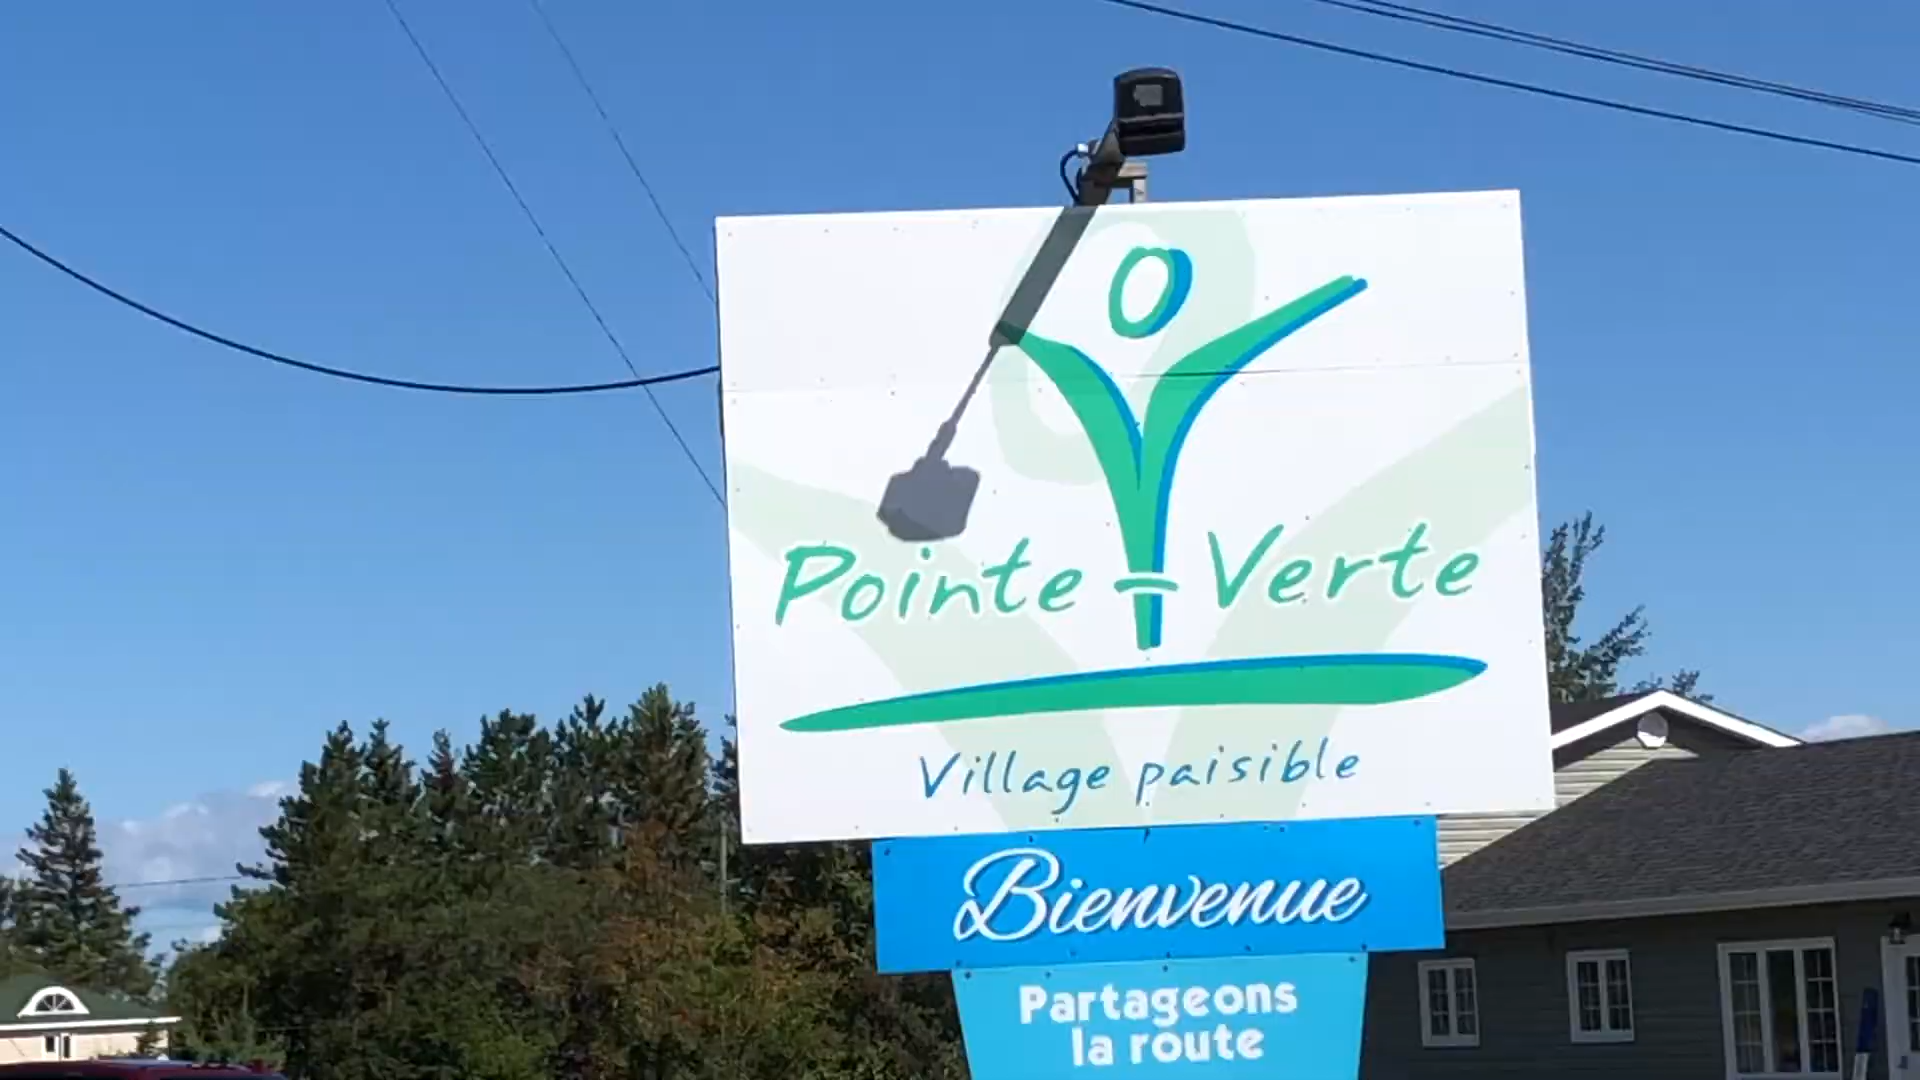 Pointe-Verte
Village paisible
Bienvenue
Partageons
la route